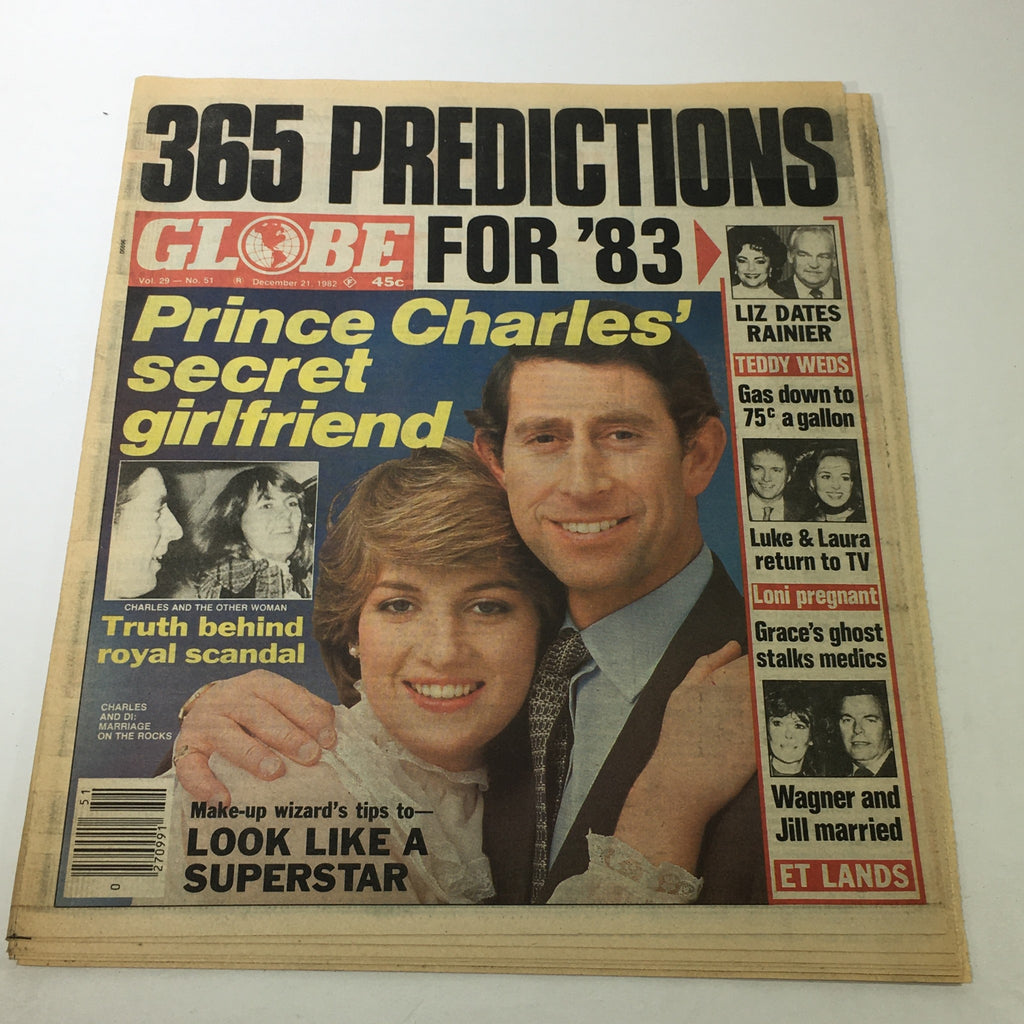 365 PREDICTIONS
GLOBE
FOR '83
Vol. 29 — No. 51 (R) December 21, 1982 (P) 45c
Prince Charles'
secret
girlfriend
CHARLES AND THE OTHER WOMAN
Truth behind
royal scandal
CHARLES
AND DI:
MARRIAGE
ON THE ROCKS
Make-up wizard's tips to—
LOOK LIKE A
SUPERSTAR
51
0
270991
LIZ DATES
RAINIER
TEDDY WEDS
Gas down to
75c a gallon
Luke & Laura
return to TV
Loni pregnant
Grace's ghost
stalks medics
Wagner and
Jill married
ET LANDS